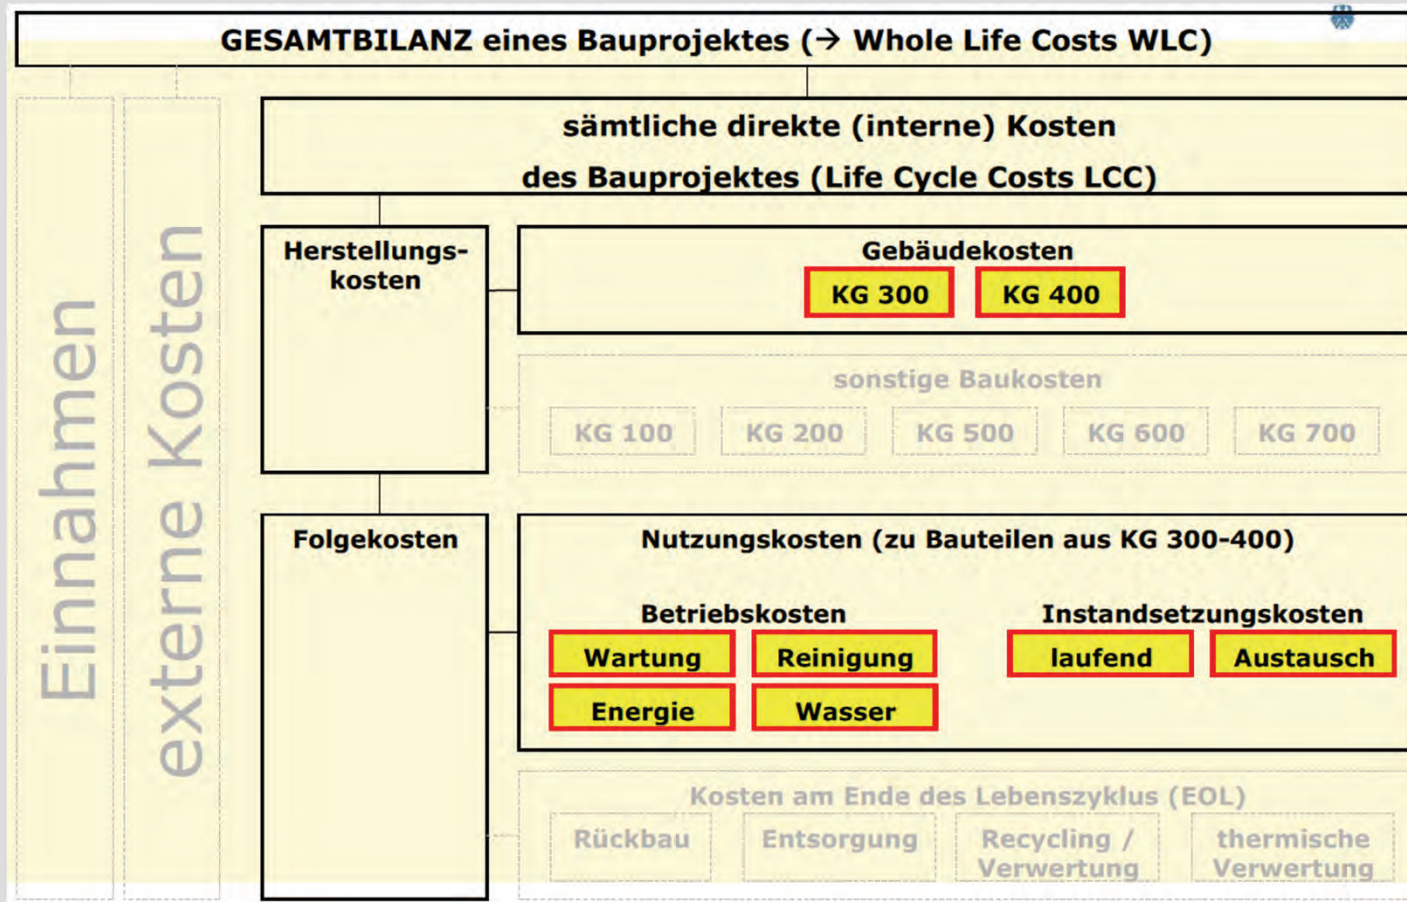 GESAMTBILANZ eines Bauprojektes (→ Whole Life Costs WLC)
Einnahmen
externe Kosten
sämtliche direkte (interne) Kosten
des Bauprojektes (Life Cycle Costs LCC)
Herstellungs-
kosten
Gebäudekosten
KG 300 KG 400
sonstige Baukosten
KG 100 KG 200 KG 500 KG 600 KG 700
Folgekosten
Nutzungskosten (zu Bauteilen aus KG 300-400)
Betriebskosten Instandsetzungskosten
Wartung Reinigung laufend Austausch
Energie Wasser
Kosten am Ende des Lebenszyklus (EOL)
Rückbau Entsorgung Recycling / thermische
Verwertung Verwertung